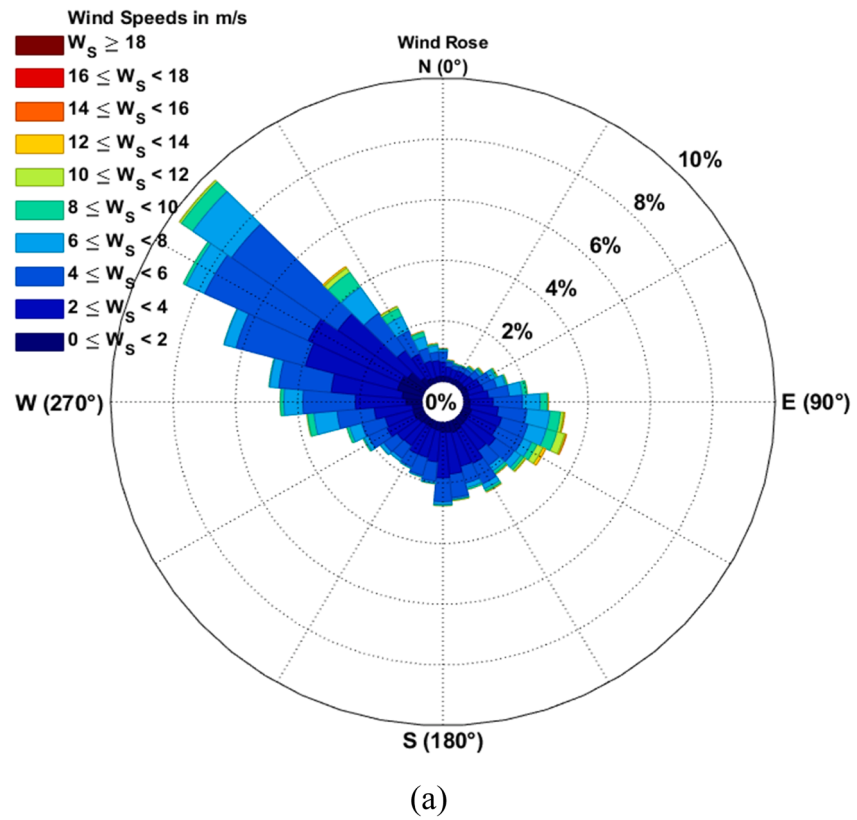 Wind Speeds in m/s
W_S ≥ 18
16 ≤ W_S < 18
14 ≤ W_S < 16
12 ≤ W_S < 14
10 ≤ W_S < 12
8 ≤ W_S < 10
6 ≤ W_S < 8
4 ≤ W_S < 6
2 ≤ W_S < 4
0 ≤ W_S < 2
Wind Rose
N (0°)
10%
8%
6%
4%
2%
0%
W (270°)
E (90°)
S (180°)
(a)